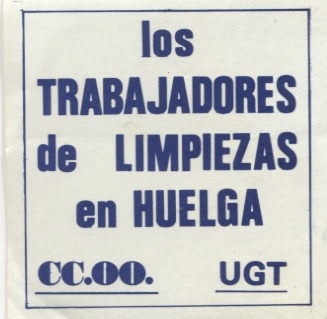 los
TRABAJADORES
de LIMPIEZAS
en HUELGA
CC.OO. UGT